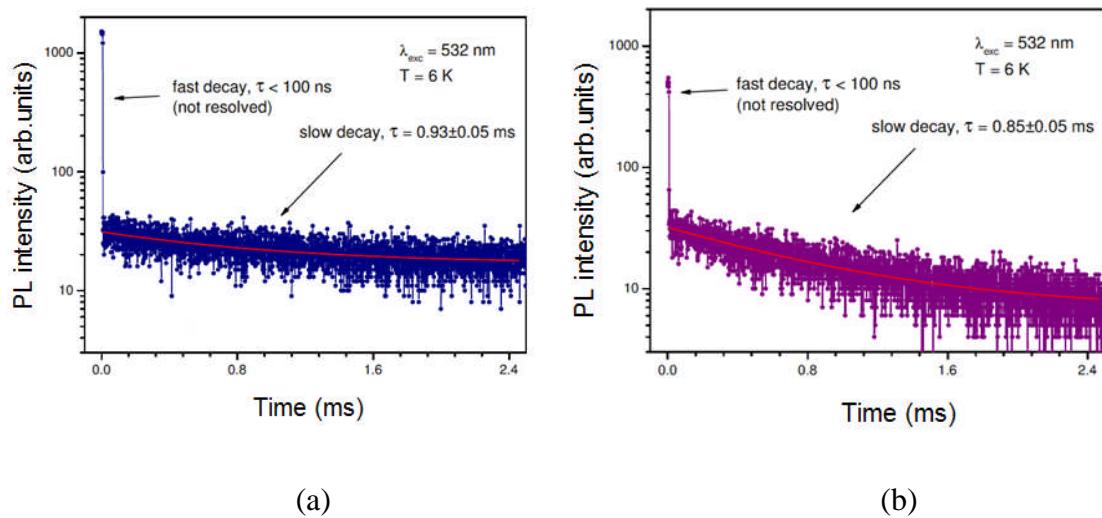 PL intensity (arb.units)
1000
100
10
λexc = 532 nm
T = 6 K
fast decay, τ < 100 ns
(not resolved)
slow decay, τ = 0.93±0.05 ms
0.0 0.8 1.6 2.4
Time (ms)
(a)
PL intensity (arb.units)
1000
100
10
λexc = 532 nm
T = 6 K
fast decay, τ < 100 ns
(not resolved)
slow decay, τ = 0.85±0.05 ms
0.0 0.8 1.6 2.4
Time (ms)
(b)